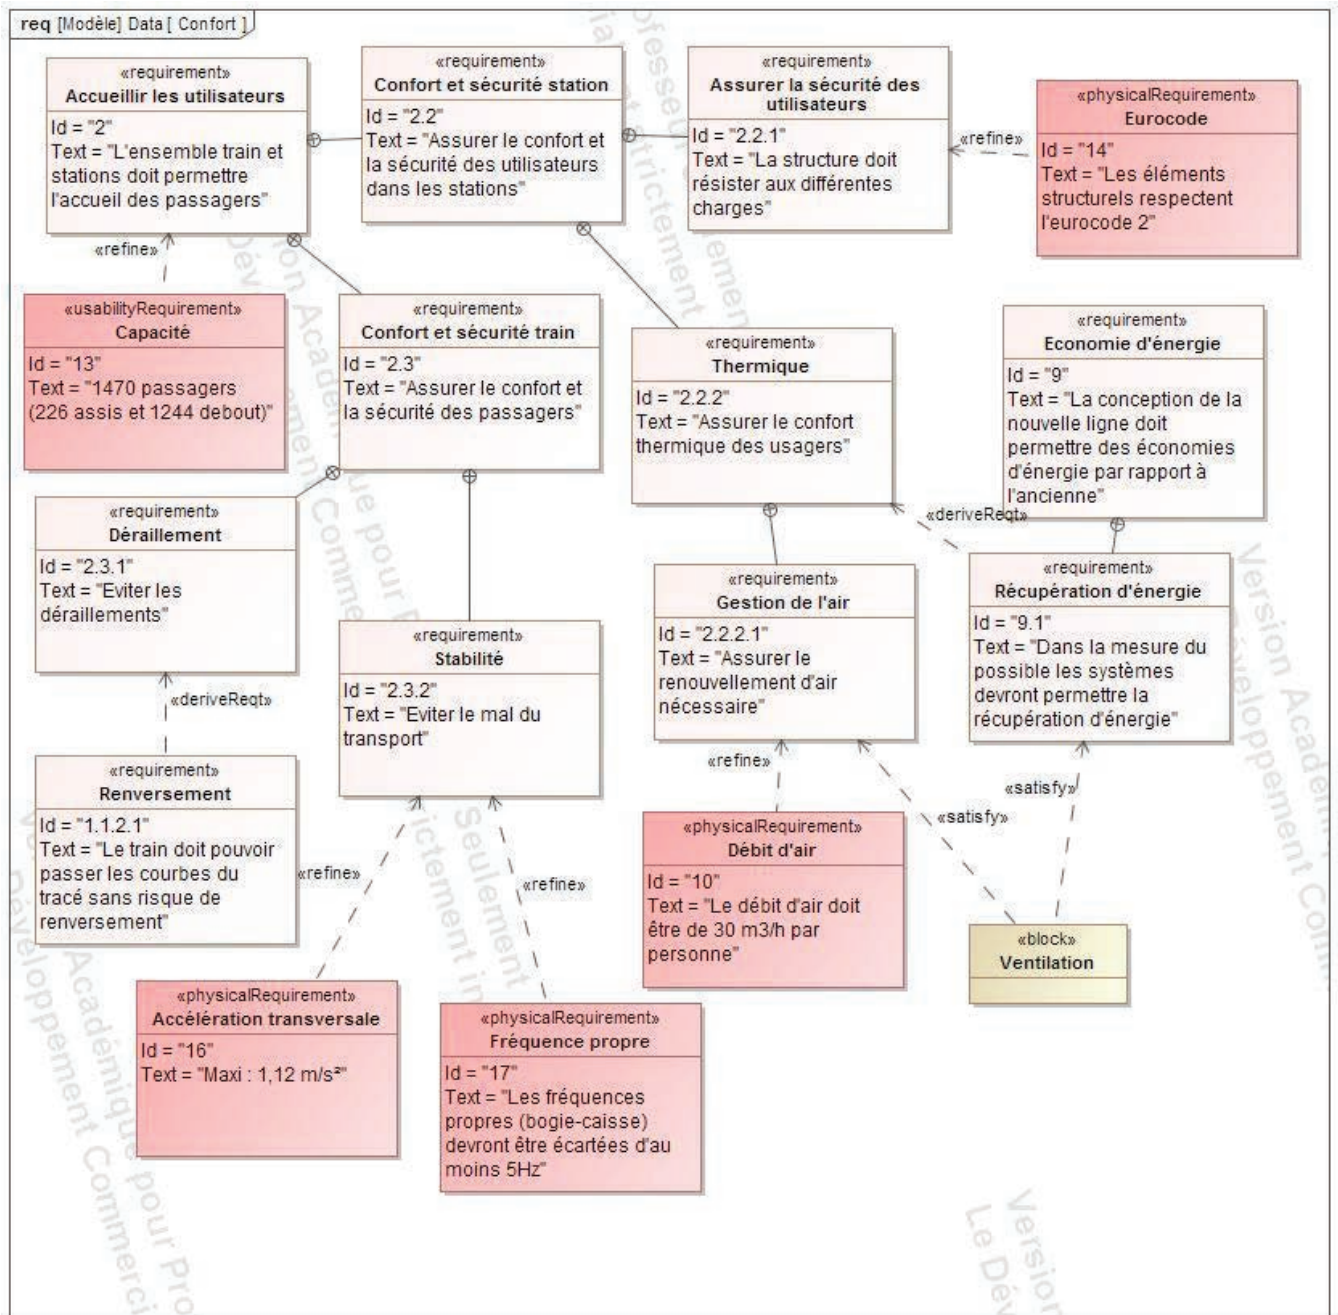 req [Modèle] Data [ Confort ]
«requirement»
Accueillir les utilisateurs
Id = "2"
Text = "L'ensemble train et
stations doit permettre
l'accueil des passagers"
«requirement»
Confort et sécurité station
Id = "2.2"
Text = "Assurer le confort et
la sécurité des utilisateurs
dans les stations"
«requirement»
Assurer la sécurité des
utilisateurs
Id = "2.2.1"
Text = "La structure doit
résister aux différentes
charges"
«refine»
«physicalRequirement»
Eurocode
Id = "14"
Text = "Les éléments
structurels respectent
l'eurocode 2"
«refine»
«usabilityRequirement»
Capacité
Id = "13"
Text = "1470 passagers
(226 assis et 1244 debout)"
«requirement»
Confort et sécurité train
Id = "2.3"
Text = "Assurer le confort et
la sécurité des passagers"
«requirement»
Thermique
Id = "2.2.2"
Text = "Assurer le confort
thermique des usagers"
«requirement»
Economie d'énergie
Id = "9"
Text = "La conception de la
nouvelle ligne doit
permettre des économies
d'énergie par rapport à
l'ancienne"
«deriveReqt»
«requirement»
Déraillement
Id = "2.3.1"
Text = "Eviter les
déraillements"
«requirement»
Stabilité
Id = "2.3.2"
Text = "Eviter le mal du
transport"
«requirement»
Gestion de l'air
Id = "2.2.2.1"
Text = "Assurer le
renouvellement d'air
nécessaire"
«requirement»
Récupération d'énergie
Id = "9.1"
Text = "Dans la mesure du
possible les systèmes
devront permettre la
récupération d'énergie"
«deriveReqt»
«requirement»
Renversement
Id = "1.1.2.1"
Text = "Le train doit pouvoir
passer les courbes du
tracé sans risque de
renversement"
«refine»
«refine»
«refine»
«physicalRequirement»
Débit d'air
Id = "10"
Text = "Le débit d'air doit
être de 30 m3/h par
personne"
«satisfy»
«satisfy»
«block»
Ventilation
«physicalRequirement»
Accélération transversale
Id = "16"
Text = "Maxi : 1,12 m/s²"
«physicalRequirement»
Fréquence propre
Id = "17"
Text = "Les fréquences
propres (bogie-caisse)
devront être écartées d'au
moins 5Hz"